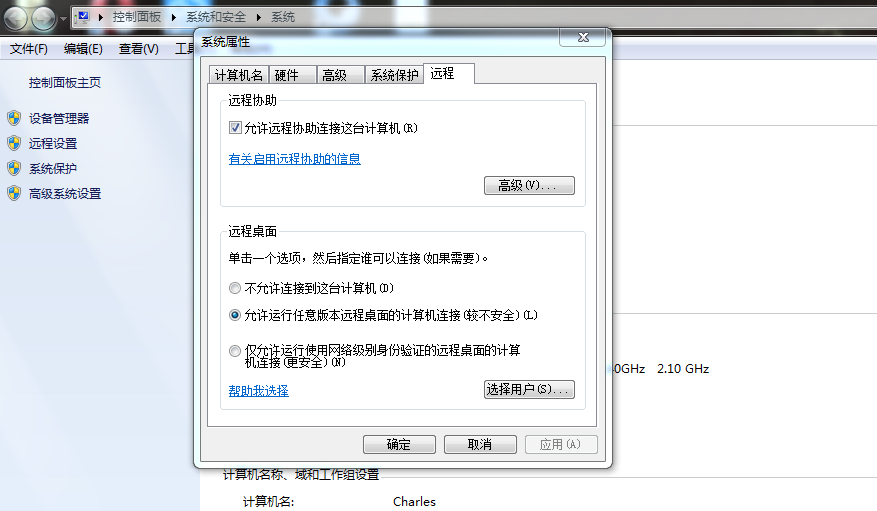 控制面板 系统和安全 系统
文件(F) 编辑(E) 查看(V) 工具
系统属性
控制面板主页
设备管理器
远程设置
系统保护
高级系统设置
计算机名 硬件 高级 系统保护 远程
远程协助
允许远程协助连接这台计算机(R)
有关启用远程协助的信息
高级(V)...
远程桌面
单击一个选项，然后指定谁可以连接(如果需要)。
不允许连接到这台计算机(D)
允许运行任意版本远程桌面的计算机连接(较不安全)(L)
仅允许运行使用网络级别身份验证的远程桌面的计算
机连接(更安全)(N)
帮助我选择
选择用户(S)...
确定 取消 应用(A)
0GHz 2.10 GHz
计算机名称、域和工作组设置
计算机名: Charles